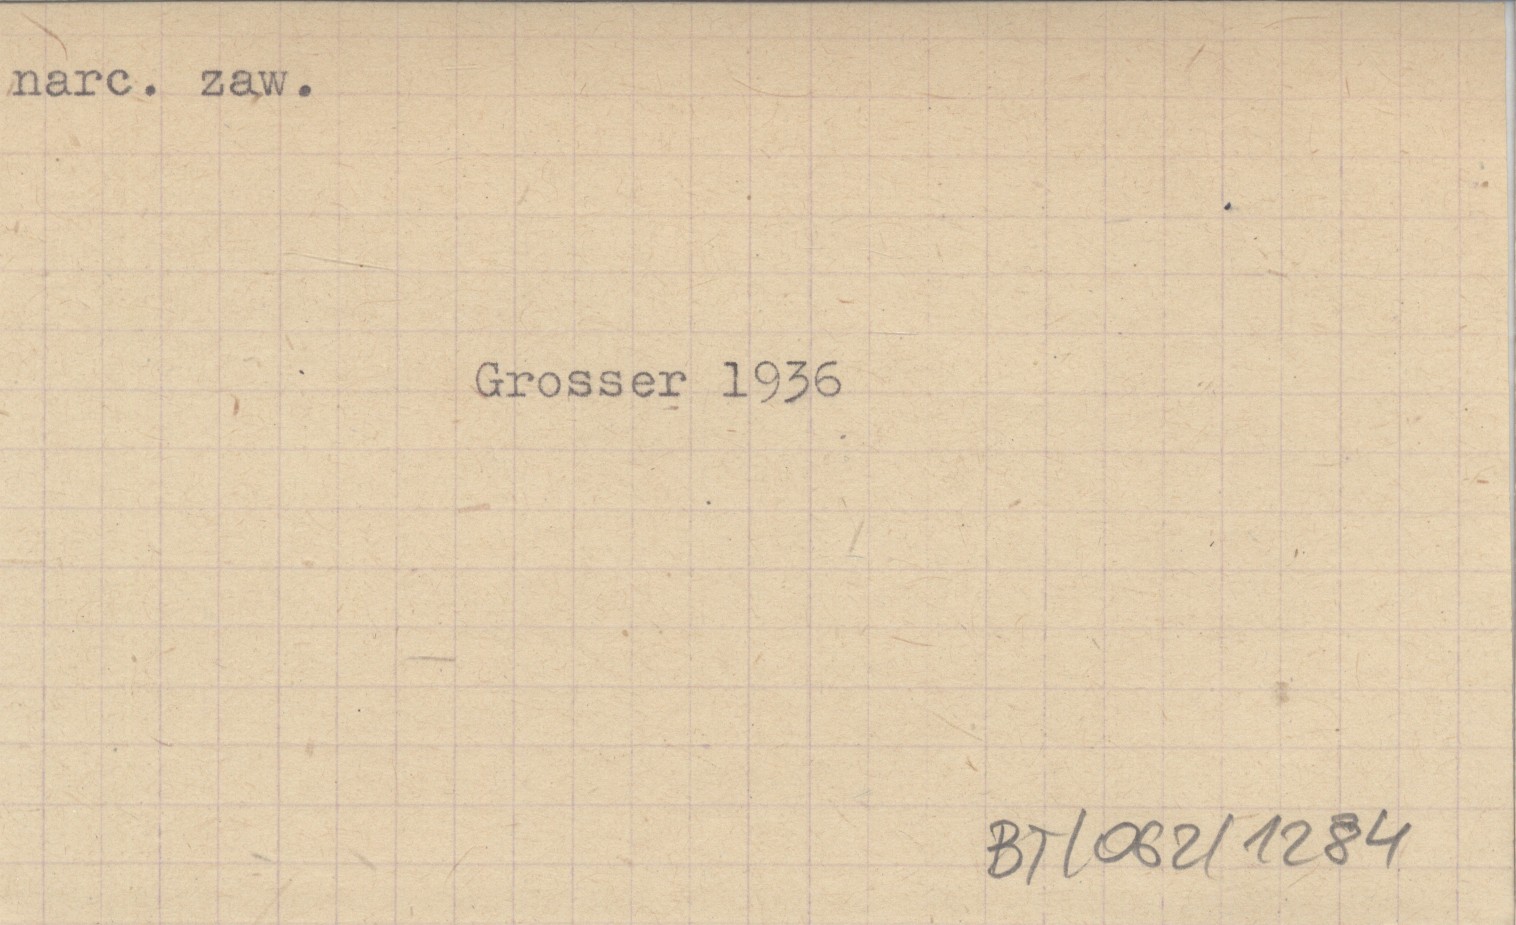 narc. zaw.
Grosser 1936
BT/062/1284